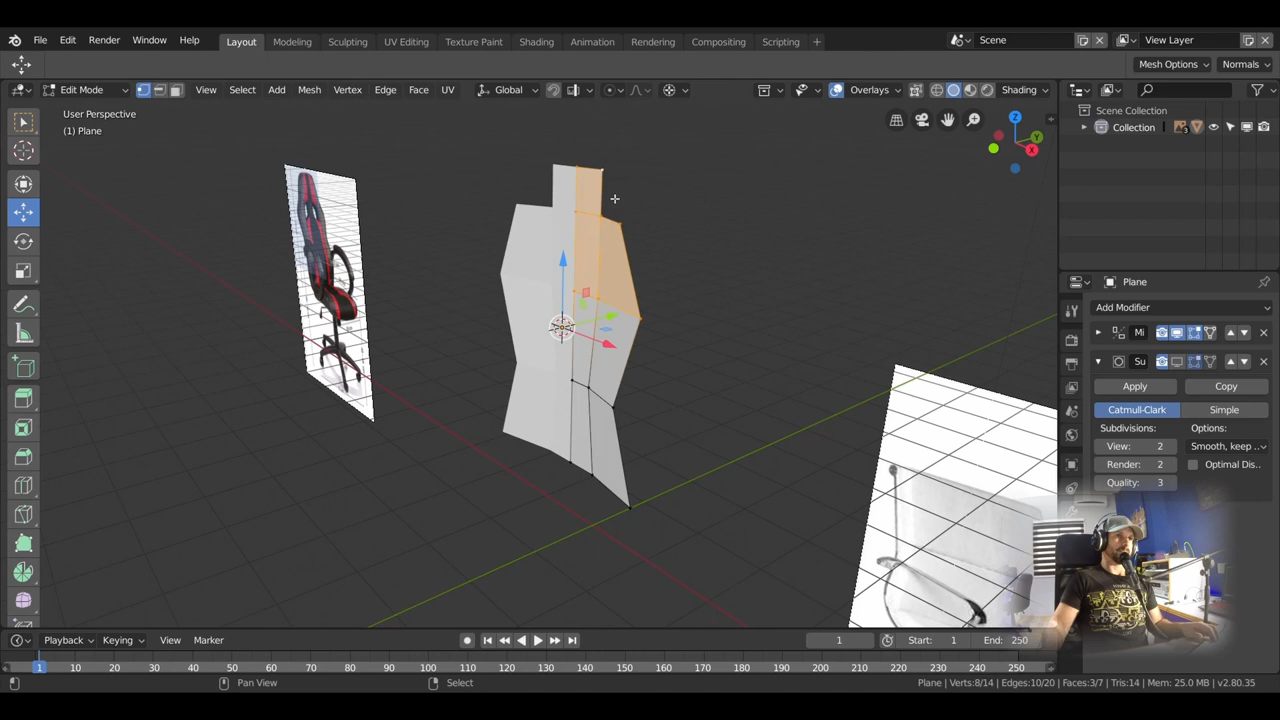 File Edit Render Window Help Layout Modeling Sculpting UV Editing Texture Paint Shading Animation Rendering Compositing Scripting + Scene View Layer
Mesh Options Normals
Edit Mode View Select Add Mesh Vertex Edge Face UV Global Overlays Shading
User Perspective
(1) Plane
Scene Collection
Collection 3
Z
Y
X
Plane
Add Modifier
Mi
Su
Apply Copy
Catmull-Clark Simple
Subdivisions: Options:
View: 2 Smooth, keep ..
Render: 2 Optimal Dis..
Quality: 3
Playback Keying View Marker 1 Start: 1 End: 250
1 10 20 30 40 50 60 70 80 90 100 110 120 130 140 150 160 170 180 190 200 210 220 230 240 250
Pan View Select Plane | Verts:8/14 | Edges:10/20 | Faces:3/7 | Tris:14 | Mem: 25.0 MB | v2.80.35